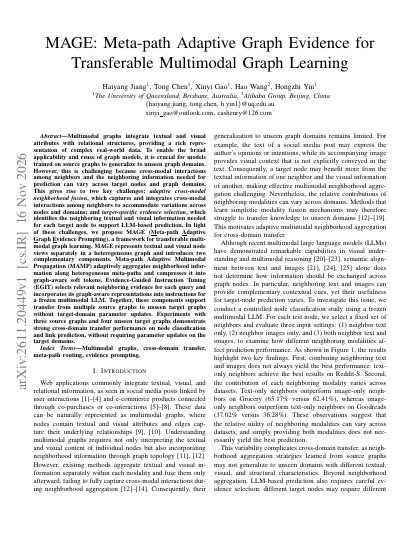 MAGE: Meta-path Adaptive Graph Evidence for
Transferable Multimodal Graph Learning
Haiyang Jiang¹, Tong Chen¹, Xinyi Gao¹, Hao Wang², Hongzhi Yin¹
¹The University of Queensland, Brisbane, Australia, ²Alibaba Group, Beijing, China
{haiyang.jiang, tong.chen, h.yin1}@uq.edu.au
xinyi_gao@outlook.com, cashenry@126.com
arXiv:2611.20449v1 [cs.IR] 16 Nov 2026
Abstract—Multimodal graphs integrate textual and visual
attributes with relational structures, providing a rich repre-
sentation of complex real-world data. To enable the broad
applicability and reuse of graph models, it is crucial for models
trained on source graphs to generalize to unseen graph domains.
However, this is challenging because cross-modal interactions
among neighbors and the neighboring information needed for
prediction can vary across target nodes and graph domains.
This gives rise to two key challenges: adaptive cross-modal
neighborhood fusion, which captures and integrates cross-modal
interactions among neighbors to accommodate variations across
nodes and domains; and target-specific evidence selection, which
identifies the neighboring textual and visual information needed
for each target node to support LLM-based prediction. In light
of these challenges, we propose MAGE (Meta-path Adaptive
Graph Evidence Prompting), a framework for transferable multi-
modal graph learning. MAGE represents textual and visual node
views separately in a heterogeneous graph and introduces two
complementary components. Meta-path Adaptive Multimodal
Propagation (MAMP) adaptively aggregates neighborhood infor-
mation along heterogeneous meta-paths and compresses it into
graph-aware soft tokens. Evidence-Guided Instruction Tuning
(EGIT) selects relevant neighboring evidence for each query and
incorporates its graph-aware representations into instructions for
a frozen multimodal LLM. Together, these components support
transfer from multiple source graphs to unseen target graphs
without target-domain parameter updates. Experiments with
three source graphs and four unseen target graphs demonstrate
strong cross-domain transfer performance on node classification
and link prediction, without requiring parameter updates on the
target domains.
Index Terms—Multimodal graphs, cross-domain transfer,
meta-path routing, evidence prompting.
I. INTRODUCTION
Web applications commonly integrate textual, visual, and
relational information, as seen in social media posts linked by
user interactions [1]–[4] and e-commerce products connected
through co-purchases or co-interactions [5]–[8]. These data
can be naturally represented as multimodal graphs, where
nodes contain textual and visual attributes and edges cap-
ture their underlying relationships [9], [10]. Understanding
multimodal graphs requires not only interpreting the textual
and visual content of individual nodes but also incorporating
neighborhood information through graph topology [11], [12].
However, existing methods aggregate textual and visual in-
formation separately within each modality and fuse them only
afterward, failing to fully capture cross-modal interactions dur-
ing neighborhood aggregation [12]–[14]. Consequently, their
generalization to unseen graph domains remains limited. For
example, the text of a social media post may express the
author's opinions or intentions, while its accompanying image
provides visual context that is not explicitly conveyed in the
text. Consequently, a target node may benefit more from the
textual information of one neighbor and the visual information
of another, making effective multimodal neighborhood aggre-
gation challenging. Nevertheless, the relative contributions of
neighboring modalities can vary across domains. Methods that
learn simplistic modality fusion mechanisms may therefore
struggle to transfer knowledge to unseen domains [12]–[19].
This motivates adaptive multimodal neighborhood aggregation
for cross-domain transfer.
Although recent multimodal large language models (LLMs)
have demonstrated remarkable capabilities in visual under-
standing and multimodal reasoning [20]–[23], semantic align-
ment between text and images [21], [24], [25] alone does
not determine how information should be exchanged across
graph nodes. In particular, neighboring text and images can
provide complementary contextual cues, yet their usefulness
for target-node prediction varies. To investigate this issue, we
conduct a controlled node classification study using a frozen
multimodal LLM. For each test node, we select a fixed set of
neighbors and evaluate three input settings: (1) neighbor text
only, (2) neighbor images only, and (3) both neighbor text and
images, to examine how different neighboring modalities af-
fect prediction performance. As shown in Figure 1, the results
highlight two key findings. First, combining neighboring text
and images does not always yield the best performance: text-
only neighbors achieve the best results on Reddit-S. Second,
the contribution of each neighboring modality varies across
datasets. Text-only neighbors outperform image-only neigh-
bors on Grocery (65.17% versus 62.41%), whereas image-
only neighbors outperform text-only neighbors on Goodreads
(37.02% versus 36.28%). These observations suggest that
the relative utility of neighboring modalities can vary across
datasets, and simply providing both modalities does not nec-
essarily yield the best prediction.
This variability complicates cross-domain transfer, as neigh-
borhood aggregation strategies learned from source graphs
may not generalize to unseen domains with different textual,
visual, and structural characteristics. Beyond neighborhood
aggregation, LLM-based prediction also requires careful ev-
idence selection: different target nodes may require different